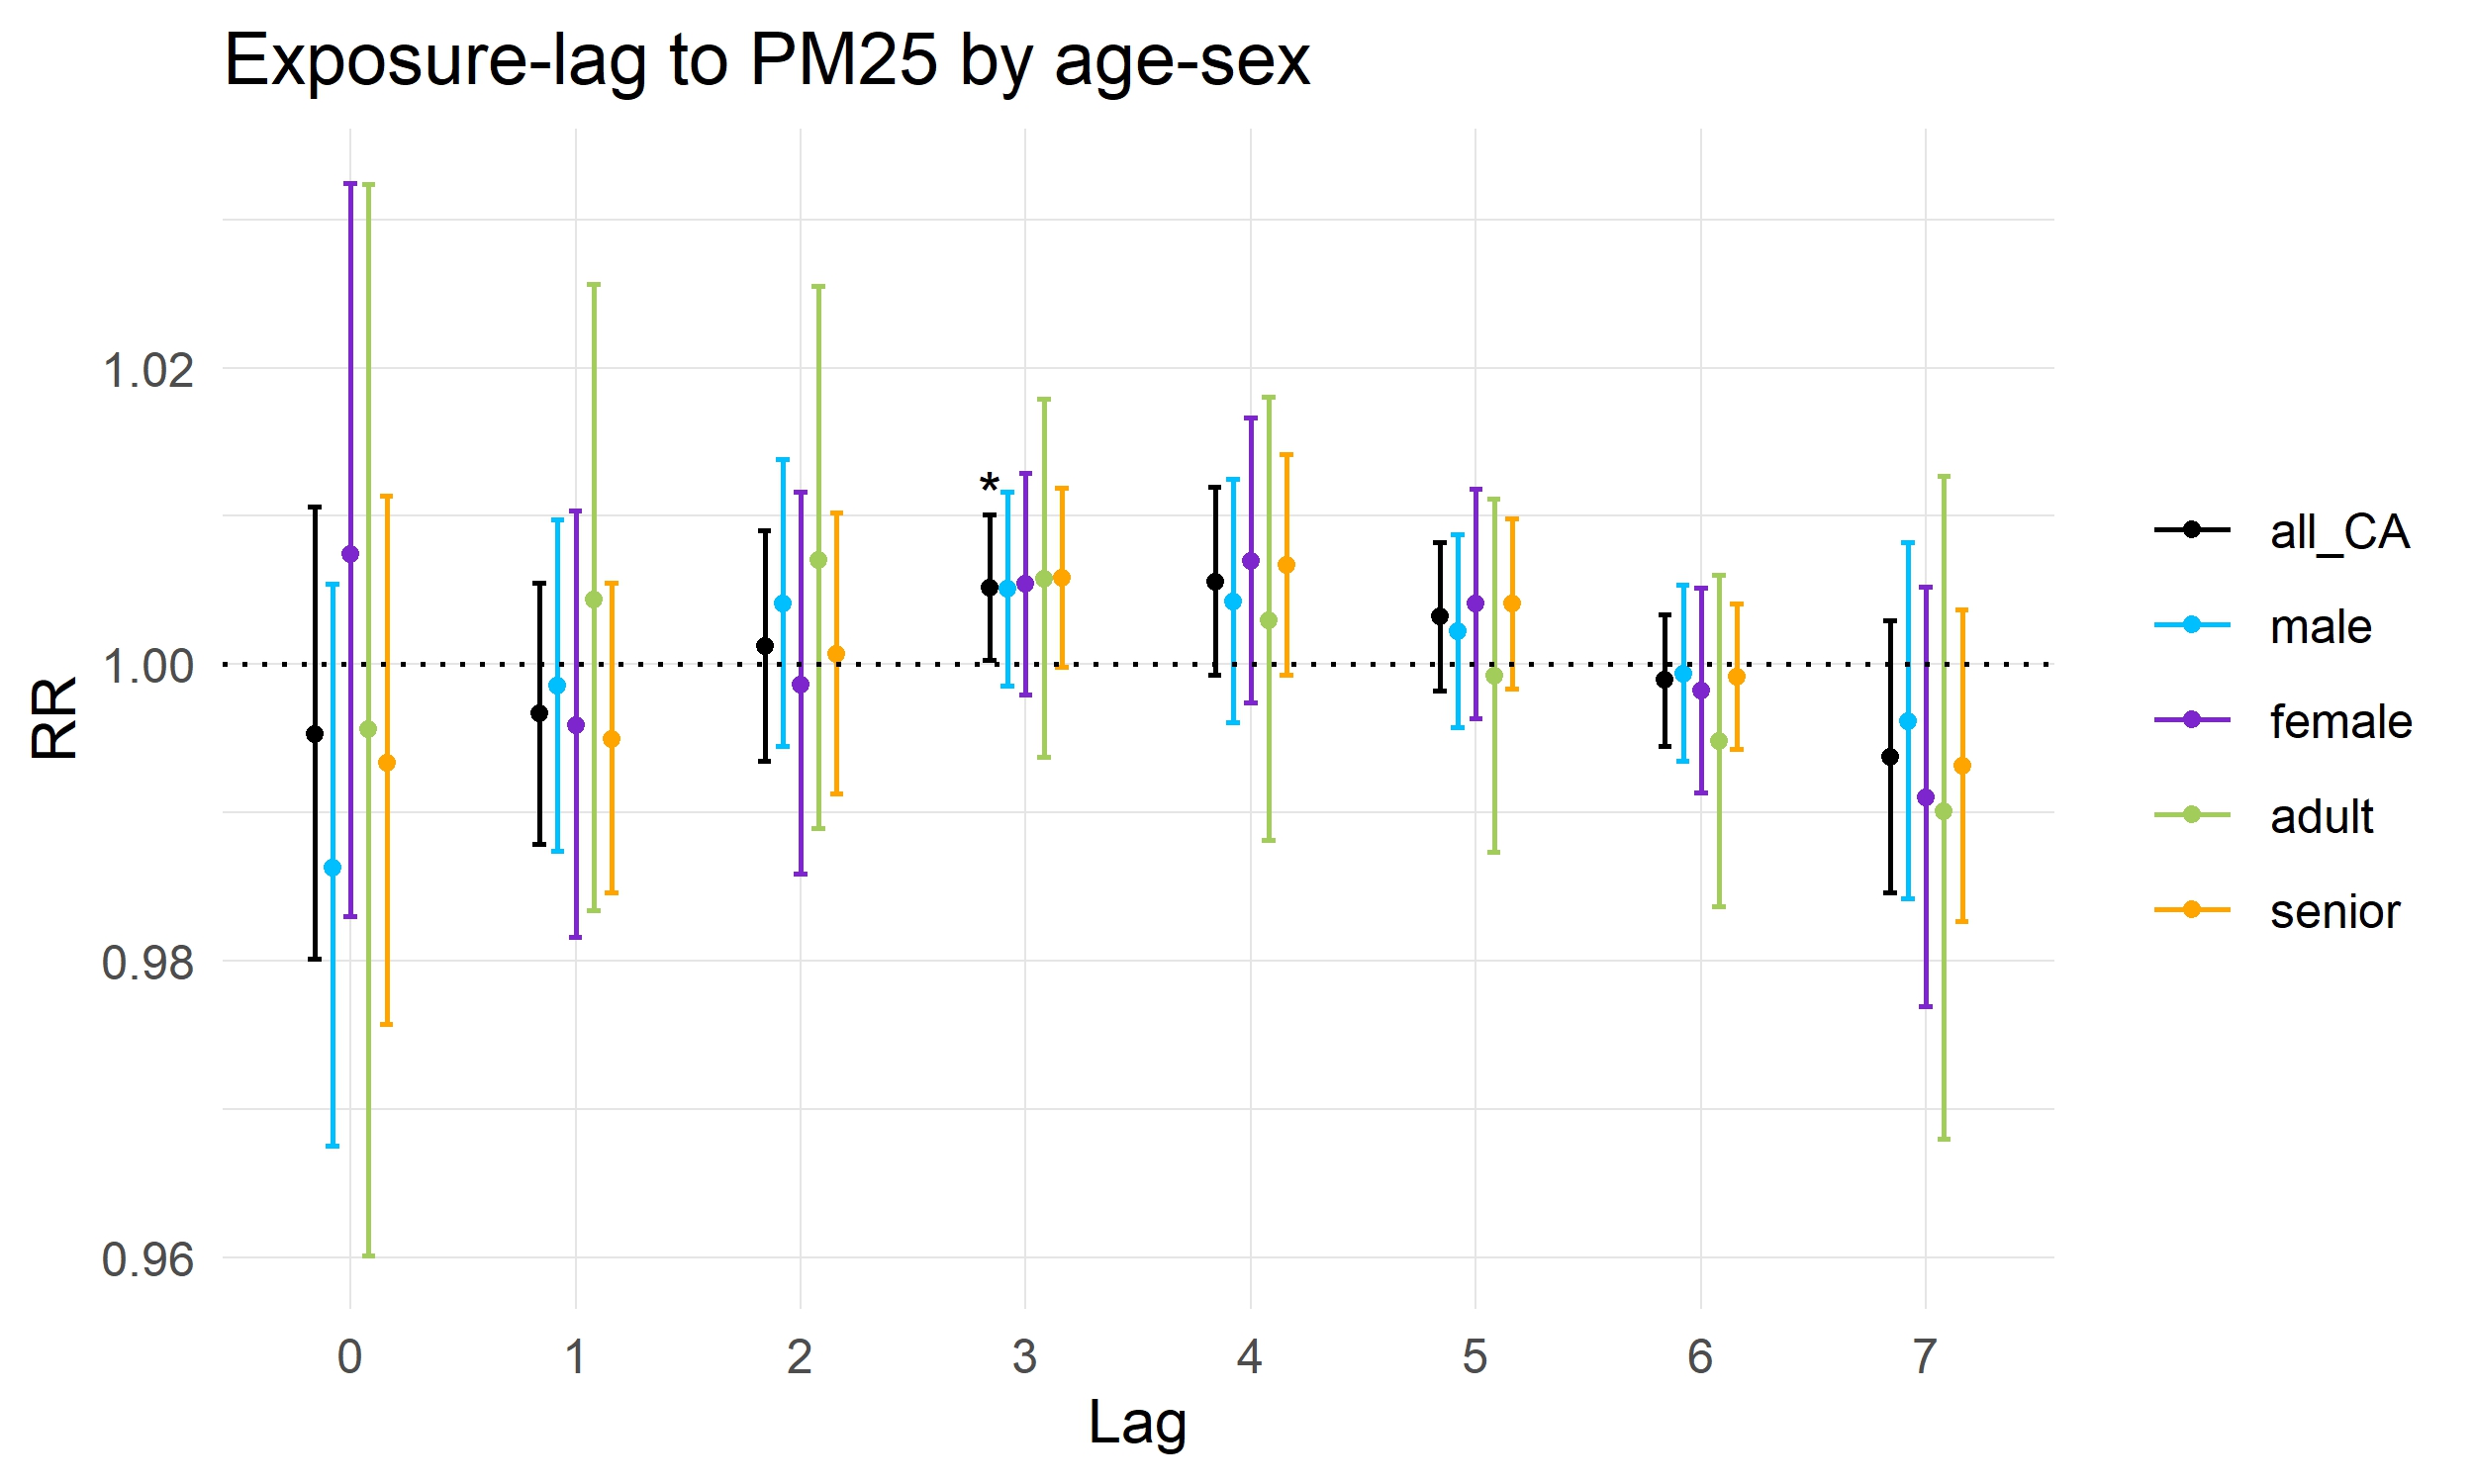 Exposure-lag to PM25 by age-sex
RR
1.02
1.00
0.98
0.96
*
0 1 2 3 4 5 6 7
Lag
all_CA
male
female
adult
senior